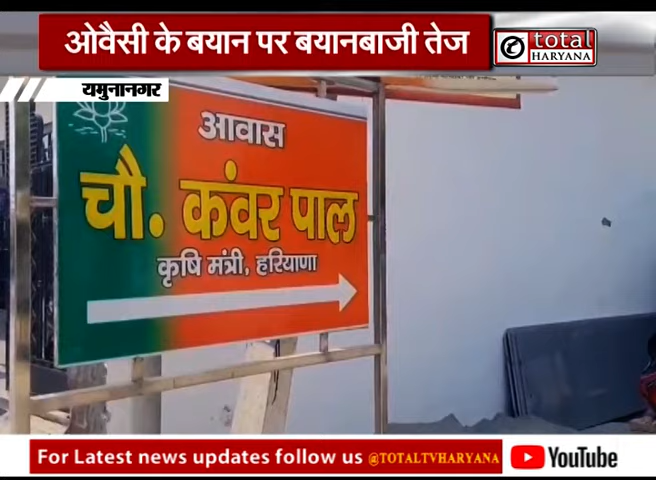 ओवैसी के बयान पर बयानबाजी तेज
total
HARYANA
यमुनानगर
आवास
चौ. कंवर पाल
कृषि मंत्री, हरियाणा
For Latest news updates follow us @TOTALTVHARYANA
YouTube